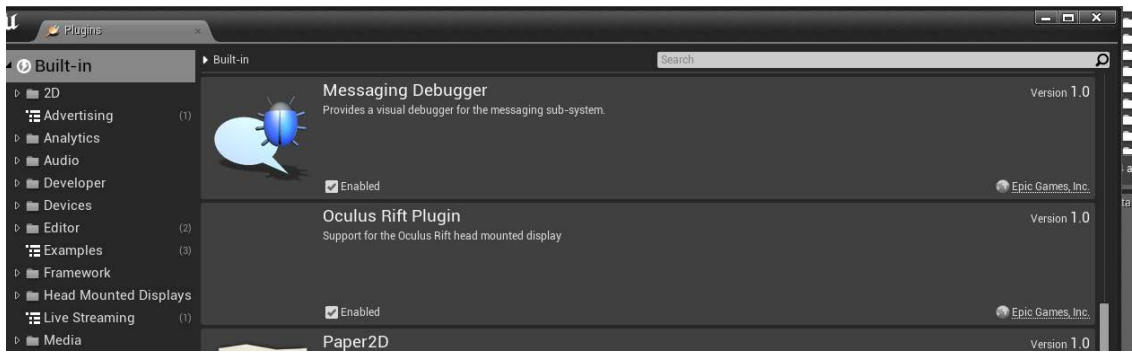 Plugins
Built-in
Built-in
Search
2D
Advertising (1)
Analytics
Audio
Developer
Devices
Editor (2)
Examples (3)
Framework
Head Mounted Displays
Live Streaming (1)
Media
Messaging Debugger
Version 1.0
Provides a visual debugger for the messaging sub-system.
Enabled
Epic Games, Inc.
Oculus Rift Plugin
Version 1.0
Support for the Oculus Rift head mounted display
Enabled
Epic Games, Inc.
Paper2D
Version 1.0